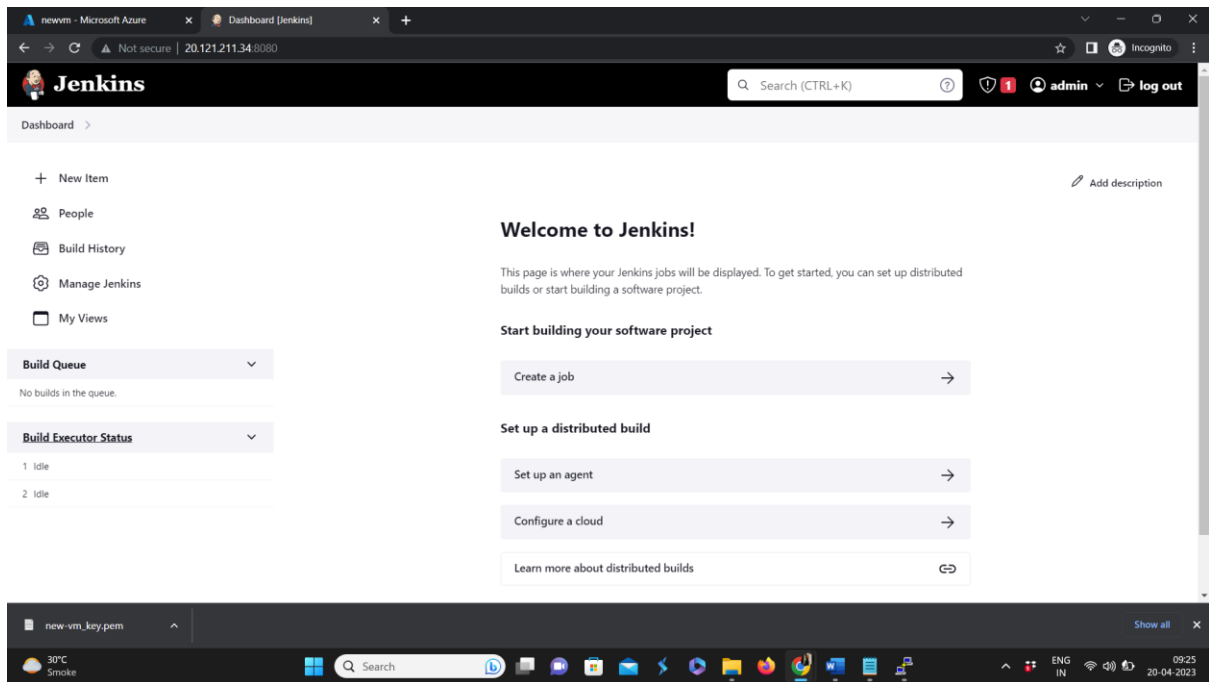 newvm - Microsoft Azure
Dashboard [Jenkins]
Not secure | 20.121.211.34:8080
Incognito
Jenkins
Search (CTRL+K)
1
admin
log out
Dashboard
New Item
People
Build History
Manage Jenkins
My Views
Build Queue
No builds in the queue.
Build Executor Status
1 Idle
2 Idle
Add description
Welcome to Jenkins!
This page is where your Jenkins jobs will be displayed. To get started, you can set up distributed
builds or start building a software project.
Start building your software project
Create a job
Set up a distributed build
Set up an agent
Configure a cloud
Learn more about distributed builds
new-vm_key.pem
Show all
30°C
Smoke
Search
ENG
IN
09:25
20-04-2023